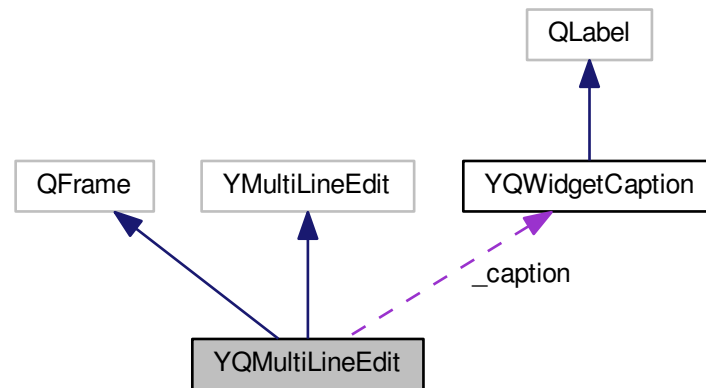 QLabel
QFrame
YMultiLineEdit
YQWidgetCaption
_caption
YQMultiLineEdit